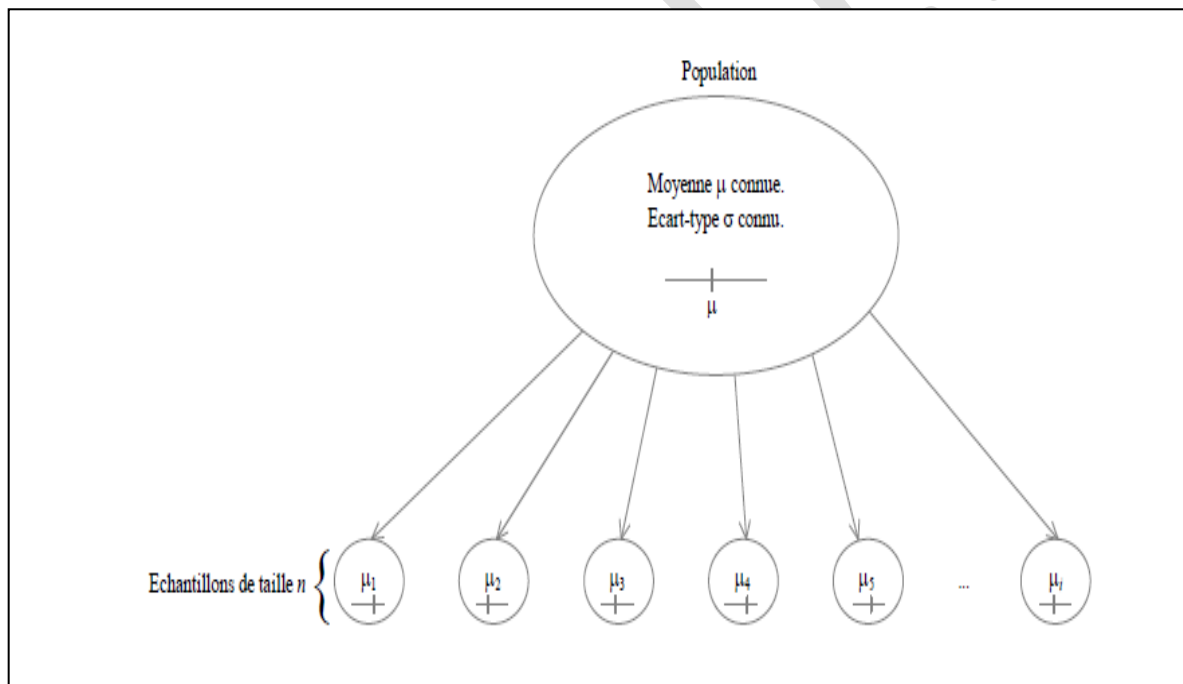 Population
Moyenne μ connue.
Ecart-type σ connu.
μ
Echantillons de taille n { μ1 μ2 μ3 μ4 μ5 ... μi